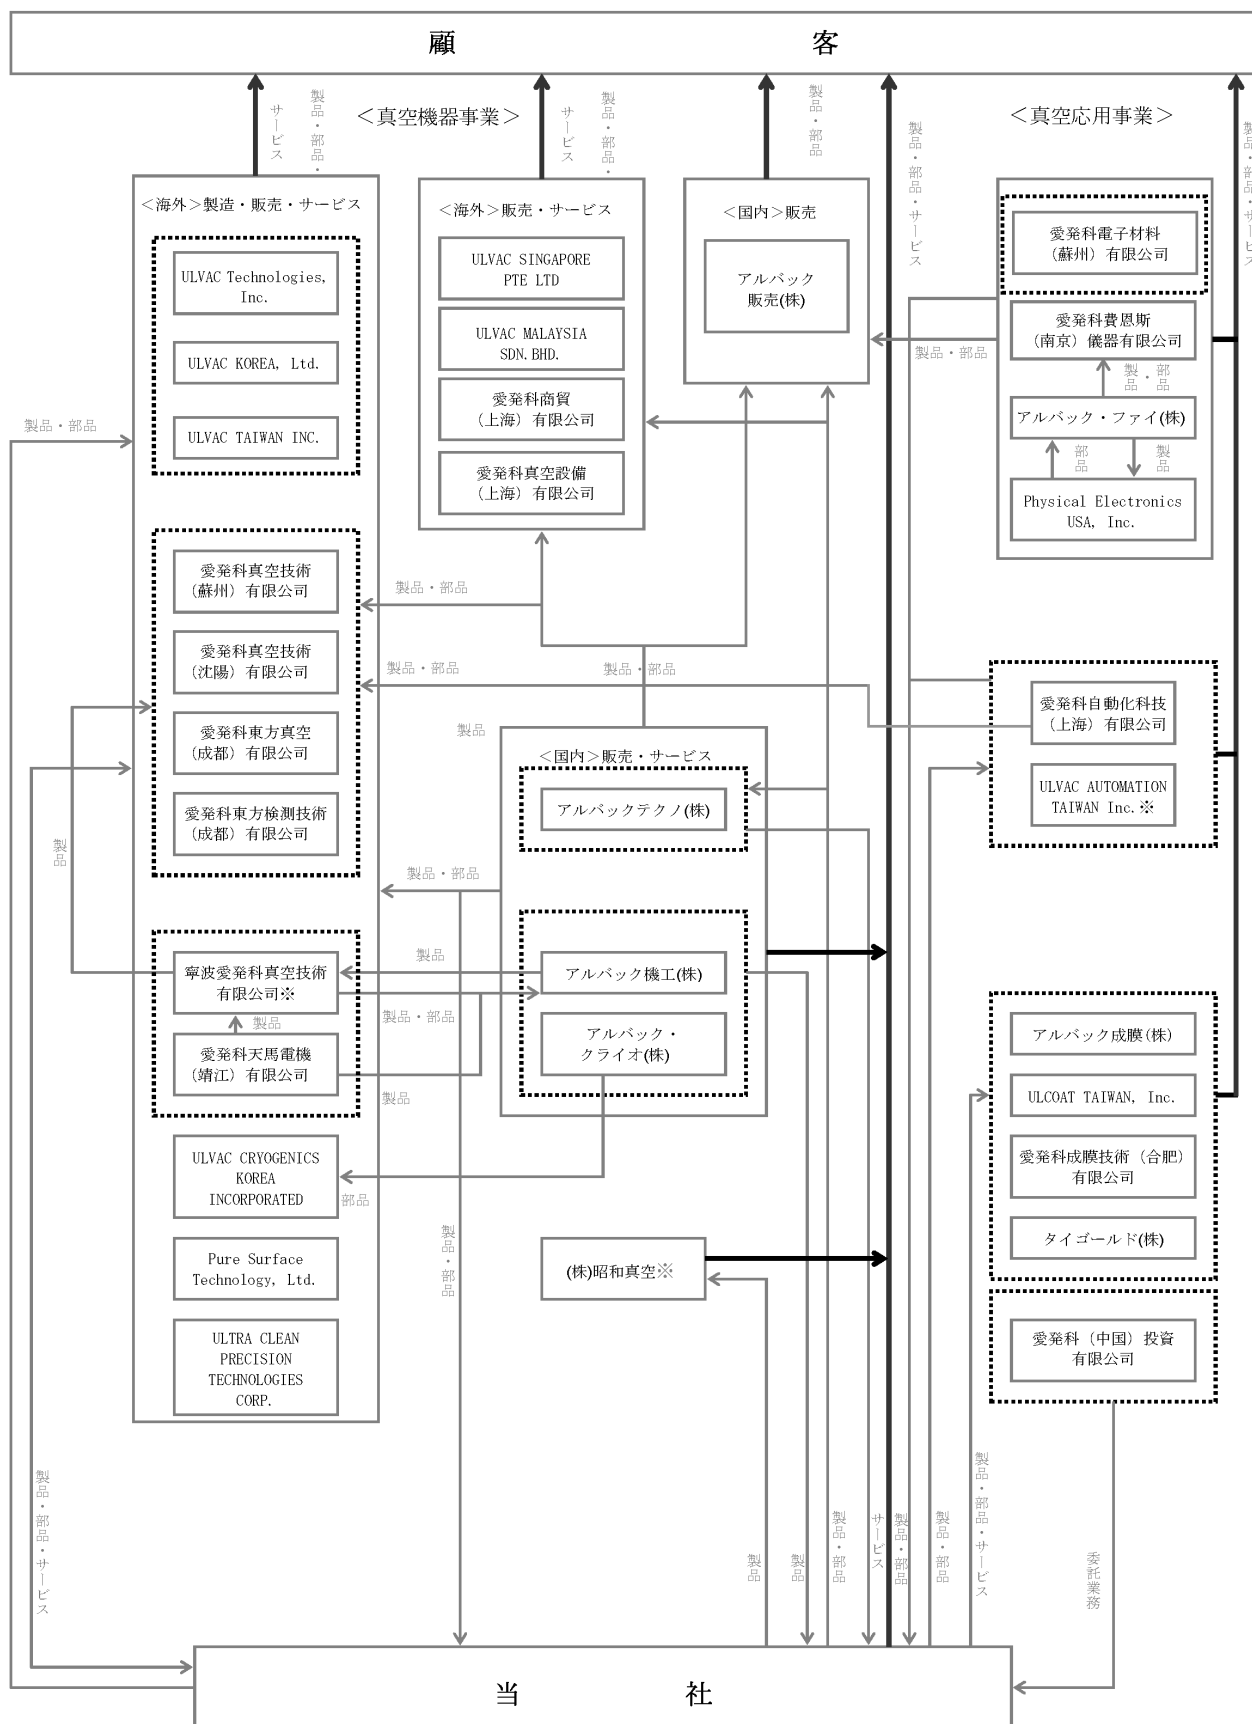 顧 客
＜真空機器事業＞
＜真空応用事業＞
サービス
製品・部品・
サービス
製品・部品・
製品・部品
製品・部品・サービス
製品・部品・サービス
＜海外＞製造・販売・サービス
ULVAC Technologies,
Inc.
ULVAC KOREA, Ltd.
ULVAC TAIWAN INC.
製品・部品
愛発科真空技術
（蘇州）有限公司
愛発科真空技術
（沈陽）有限公司
愛発科東方真空
（成都）有限公司
愛発科東方検測技術
（成都）有限公司
製品
寧波愛発科真空技術
有限公司※
製品
愛発科天馬電機
（靖江）有限公司
ULVAC CRYOGENICS
KOREA
INCORPORATED
Pure Surface
Technology, Ltd.
ULTRA CLEAN
PRECISION
TECHNOLOGIES
CORP.
製品・部品・サービス
＜海外＞販売・サービス
ULVAC SINGAPORE
PTE LTD
ULVAC MALAYSIA
SDN.BHD.
愛発科商貿
（上海）有限公司
愛発科真空設備
（上海）有限公司
製品・部品
製品・部品
製品・部品
製品
＜国内＞販売
アルバック
販売(株)
製品・部品
＜国内＞販売・サービス
アルバックテクノ(株)
製品・部品
製品
アルバック機工(株)
製品・部品
アルバック・
クライオ(株)
製品
部品
製品・部品
(株)昭和真空※
愛発科電子材料
（蘇州）有限公司
愛発科費恩斯
（南京）儀器有限公司
製品・部品
アルバック・ファイ(株)
部品
製品
Physical Electronics
USA, Inc.
愛発科自動化科技
（上海）有限公司
ULVAC AUTOMATION
TAIWAN Inc.※
アルバック成膜(株)
ULCOAT TAIWAN, Inc.
愛発科成膜技術（合肥）
有限公司
タイゴールド(株)
愛発科（中国）投資
有限公司
製品
製品
製品・部品
サービス
製品・部品
製品・部品
製品・部品・サービス
委託業務
当 社